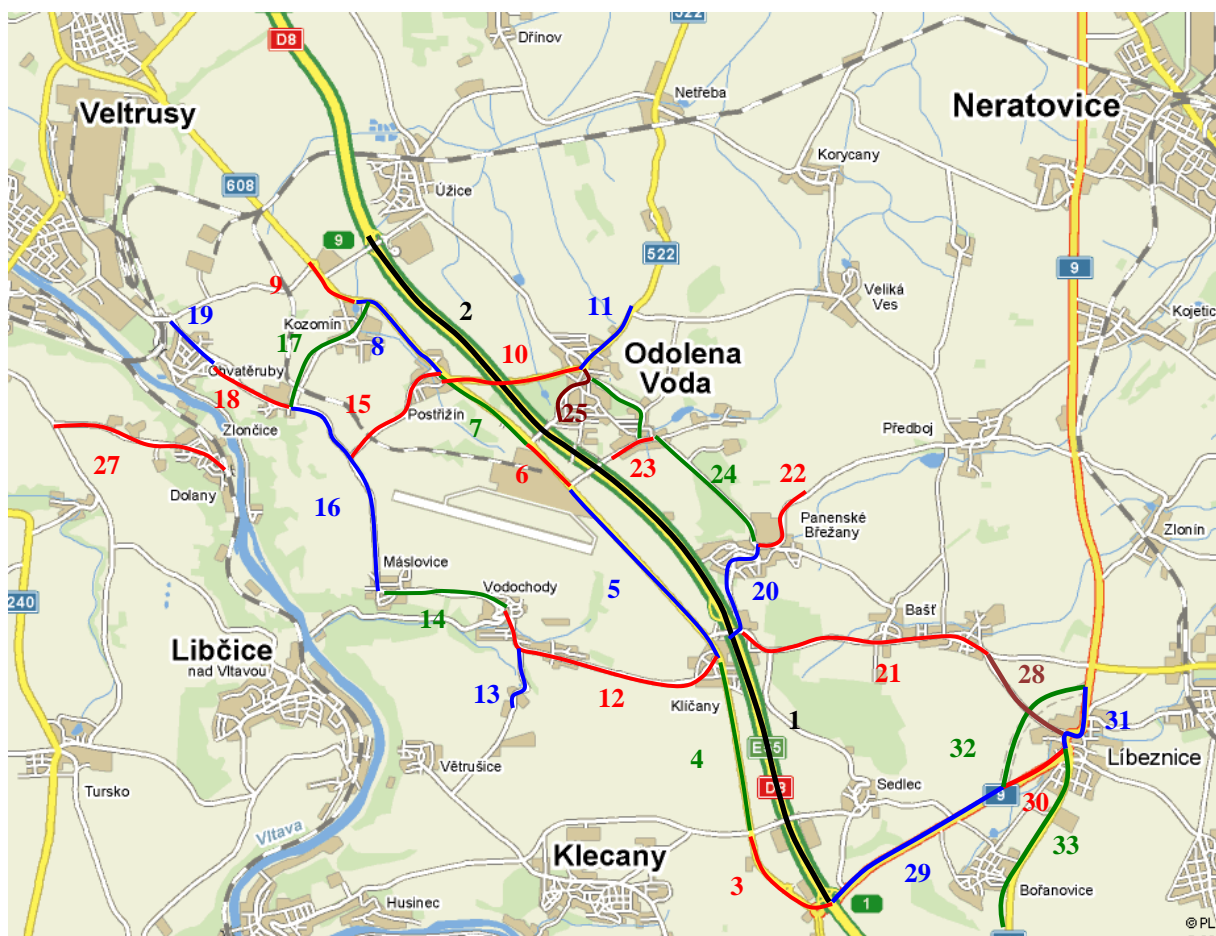 D8
522
Dřínov
Netřeba
Veltrusy
Neratovice
Korycany
608
Úžice
9
522
9
9
2
11
Veliká
Ves
Kojetic
19
Kozomín
17
8
10
Odolena
Voda
Chvatěruby
18
15
Postřižín
25
Zlončice
7
Předboj
27
6
23
24
22
Dolany
16
Panenské
Břežany
Zlonín
Máslovice
5
20
240
14
Vodochody
Bašť
Libčice
nad Vltavou
21
28
13
12
Klíčany
1
31
4
E55
32
Líbeznice
Větrušice
D8
Sedlec
9
30
Tursko
Vltava
33
Klecany
3
29
Bořanovice
Husinec
1
© PL